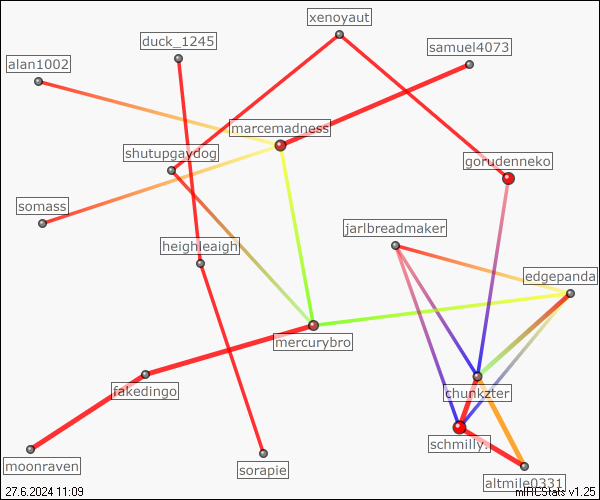 xenoyaut
duck_1245
samuel4073
alan1002
marcemadness
shutupgaydog
gorudenneko
somass
jarlbreadmaker
heighleaigh
edgepanda
mercurybro
fakedingo
chunkzter
schmilly.
moonraven
sorapie
altmile0331
27.6.2024 11:09
mIRCStats v1.25